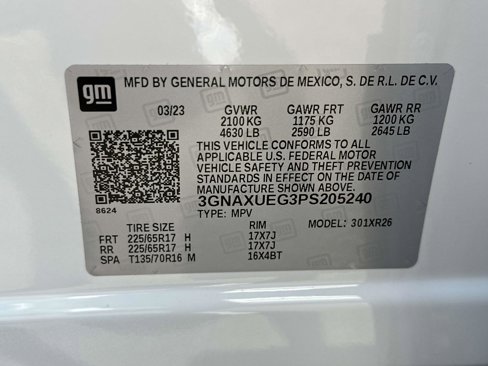 gm MFD BY GENERAL MOTORS DE MEXICO, S. DE R.L. DE C.V.
03/23 GVWR GAWR FRT GAWR RR
2100 KG 1175 KG 1200 KG
4630 LB 2590 LB 2645 LB
THIS VEHICLE CONFORMS TO ALL
APPLICABLE U.S. FEDERAL MOTOR
VEHICLE SAFETY AND THEFT PREVENTION
STANDARDS IN EFFECT ON THE DATE OF
MANUFACTURE SHOWN ABOVE.
3GNAXUEG3PS205240
8624 TYPE: MPV MODEL: 301XR26
TIRE SIZE RIM
FRT 225/65R17 H 17X7J
RR 225/65R17 H 17X7J
SPA T135/70R16 M 16X4BT